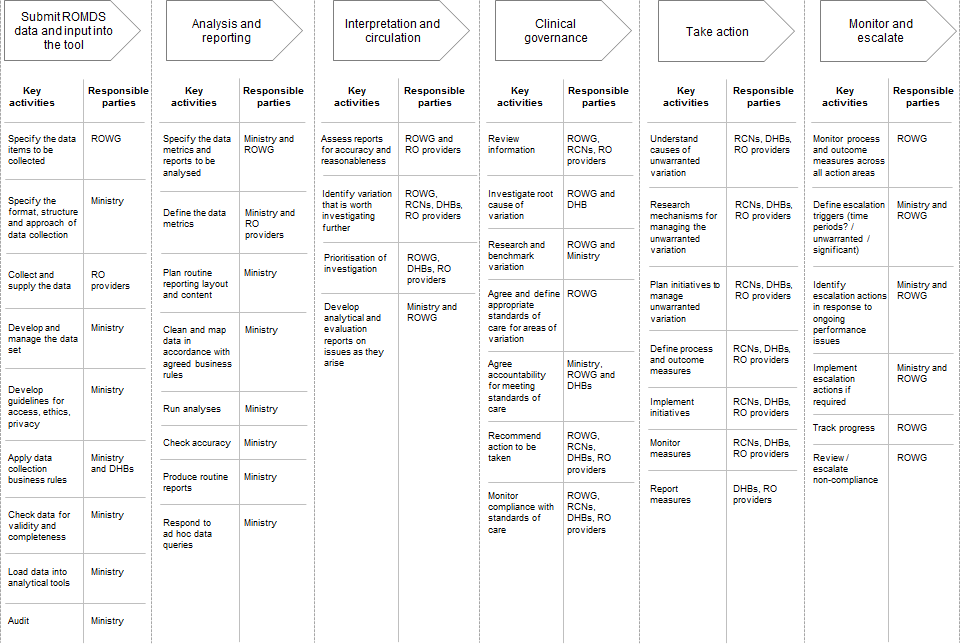 Submit ROMDS
data and input into
the tool
Analysis and
reporting
Interpretation and
circulation
Clinical
governance
Take action
Monitor and
escalate
Key
activities
Responsible
parties
Specify the data
items to be
collected
ROWG
Specify the
format, structure
and approach of
data collection
Ministry
Collect and
supply the data
RO
providers
Develop and
manage the data
set
Ministry
Develop
guidelines for
access, ethics,
privacy
Ministry
Apply data
collection
business rules
Ministry
and DHBs
Check data for
validity and
completeness
Ministry
Load data into
analytical tools
Ministry
Audit
Ministry
Key
activities
Responsible
parties
Specify the data
metrics and
reports to be
analysed
Ministry and
ROWG
Define the data
metrics
Ministry and
RO
providers
Plan routine
reporting layout
and content
Ministry
Clean and map
data in
accordance with
agreed business
rules
Ministry
Run analyses
Ministry
Check accuracy
Ministry
Produce routine
reports
Ministry
Respond to
ad hoc data
queries
Ministry
Key
activities
Responsible
parties
Assess reports
for accuracy and
reasonableness
ROWG and
RO providers
Identify variation
that is worth
investigating
further
ROWG,
RCNs, DHBs,
RO providers
Prioritisation of
investigation
ROWG,
DHBs, RO
providers
Develop
analytical and
evaluation
reports on
issues as they
arise
Ministry and
ROWG
Key
activities
Responsible
parties
Review
information
ROWG,
RCNs, RO
providers
Investigate root
cause of
variation
ROWG and
DHB
Research and
benchmark
variation
ROWG and
Ministry
Agree and define
appropriate
standards of
care for areas of
variation
ROWG
Agree
accountability
for meeting
standards of
care
Ministry,
ROWG and
DHBs
Recommend
action to be
taken
ROWG,
RCNs,
DHBs, RO
providers
Monitor
compliance with
standards of
care
ROWG,
RCNs,
DHBs, RO
providers
Key
activities
Responsible
parties
Understand
causes of
unwarranted
variation
RCNs, DHBs,
RO providers
Research
mechanisms for
managing the
unwarranted
variation
RCNs, DHBs,
RO providers
Plan initiatives to
manage
unwarranted
variation
RCNs, DHBs,
RO providers
Define process
and outcome
measures
RCNs, DHBs,
RO providers
Implement
initiatives
RCNs, DHBs,
RO providers
Monitor
measures
RCNs, DHBs,
RO providers
Report
measures
DHBs, RO
providers
Key
activities
Responsible
parties
Monitor process
and outcome
measures across
all action areas
ROWG
Define escalation
triggers (time
periods? /
unwarranted /
significant)
Ministry and
ROWG
Identify
escalation actions
in response to
ongoing
performance
issues
Ministry and
ROWG
Implement
escalation
actions if
required
Ministry and
ROWG
Track progress
ROWG
Review /
escalate
non-compliance
ROWG